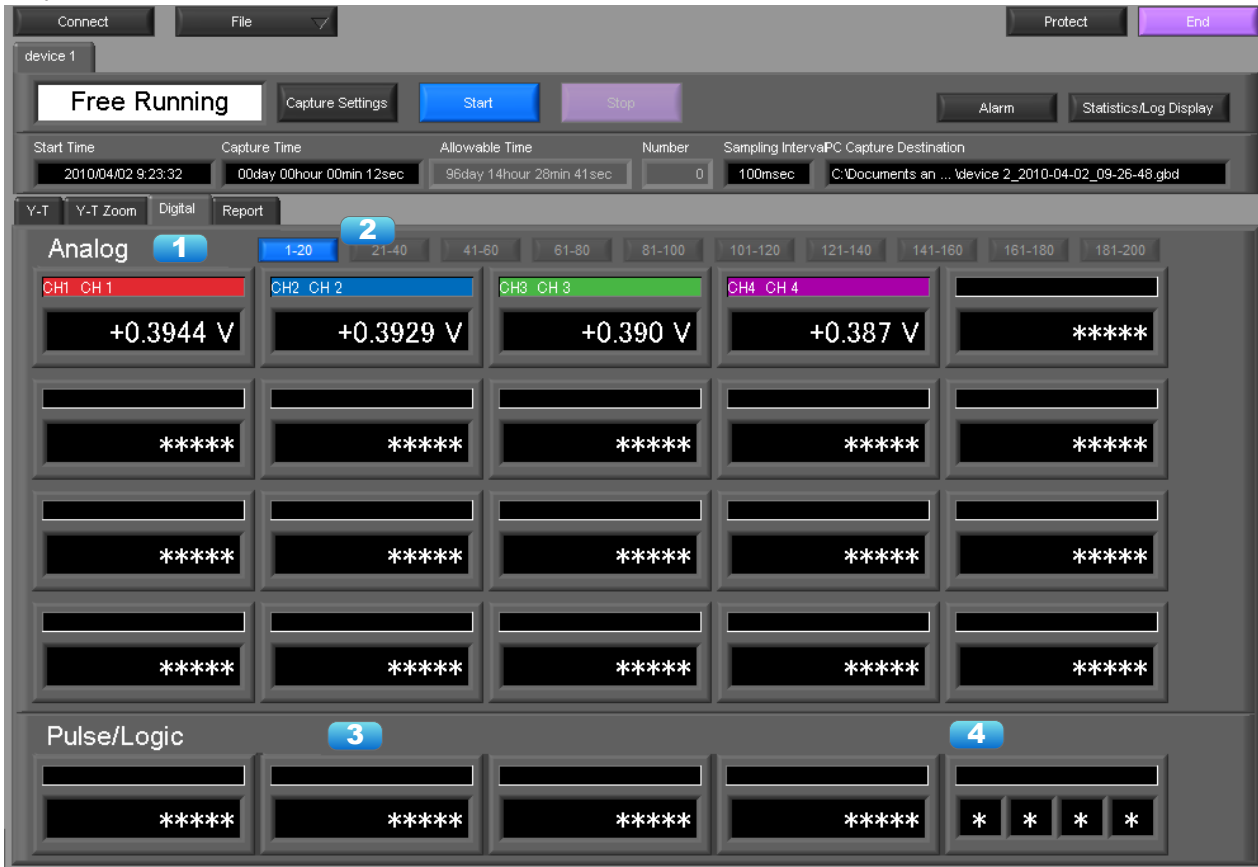 Connect File Protect End
device 1
Free Running Capture Settings Start Stop Alarm Statistics/Log Display
Start Time Capture Time Allowable Time Number Sampling Interval PC Capture Destination
2010/04/02 9:23:32 00day 00hour 00min 12sec 96day 14hour 28min 41sec 0 100msec C:\Documents an ... \device 2_2010-04-02_09-26-48.gbd
Y-T Y-T Zoom Digital Report
Analog 1 2
1-20 21-40 41-60 61-80 81-100 101-120 121-140 141-160 161-180 181-200
CH1 CH 1 CH2 CH 2 CH3 CH 3 CH4 CH 4
+0.3944 V +0.3929 V +0.390 V +0.387 V *****
***** ***** ***** ***** *****
***** ***** ***** ***** *****
***** ***** ***** ***** *****
Pulse/Logic 3 4
***** ***** ***** ***** * * * *